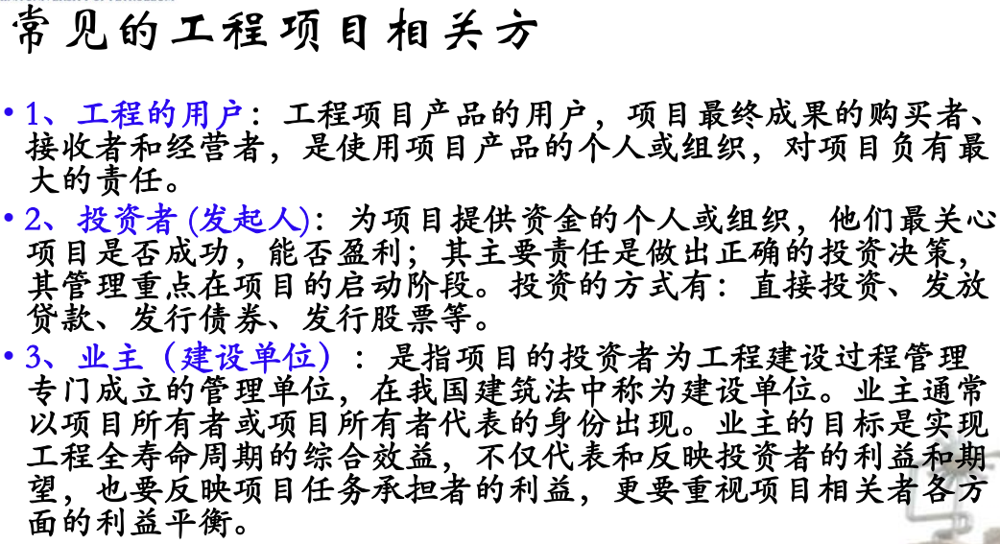 常见的工程项目相关方
• 1、工程的用户：工程项目产品的用户，项目最终成果的购买者、
接收者和经营者，是使用项目产品的个人或组织，对项目负有最
大的责任。
• 2、投资者(发起人)：为项目提供资金的个人或组织，他们最关心
项目是否成功，能否盈利；其主要责任是做出正确的投资决策，
其管理重点在项目的启动阶段。投资的方式有：直接投资、发放
贷款、发行债券、发行股票等。
• 3、业主（建设单位）：是指项目的投资者为工程建设过程管理
专门成立的管理单位，在我国建筑法中称为建设单位。业主通常
以项目所有者或项目所有者代表的身份出现。业主的目标是实现
工程全寿命周期的综合效益，不仅代表和反映投资者的利益和期
望，也要反映项目任务承担者的利益，更要重视项目相关者各方
面的利益平衡。